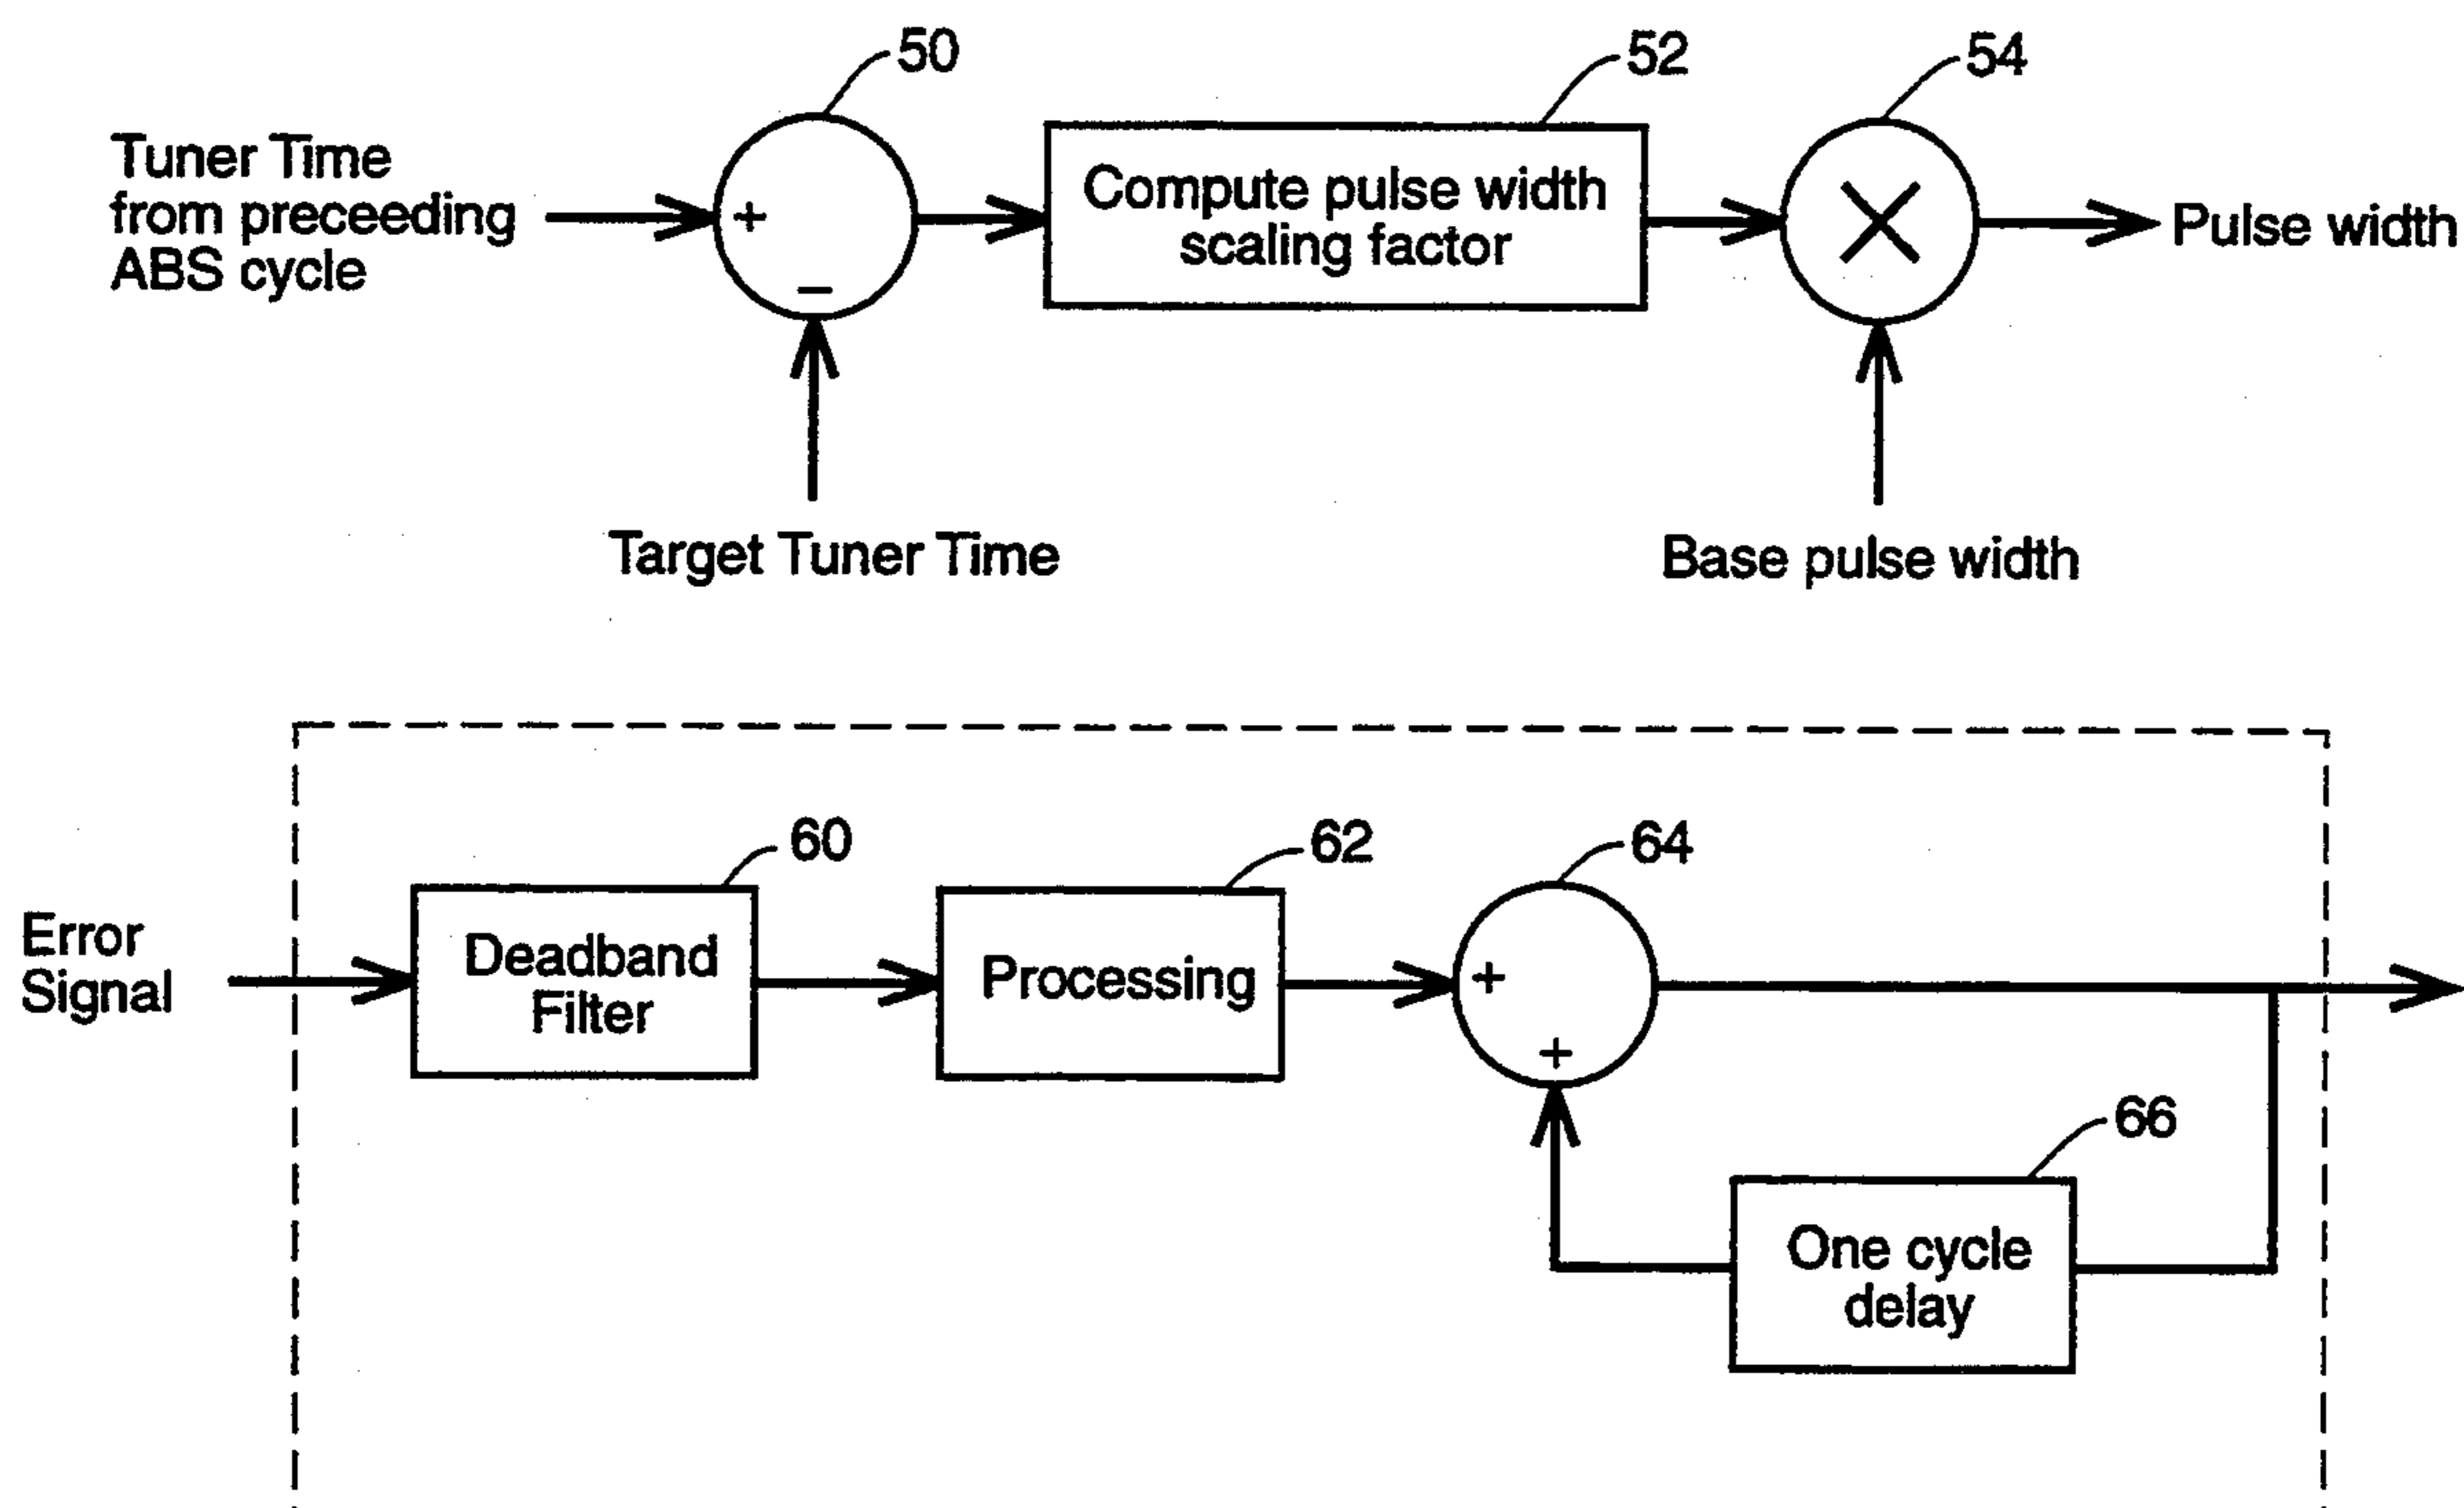 50
52
54
Tuner Time
from preceeding
ABS cycle
+
−
Compute pulse width
scaling factor
Pulse width
Target Tuner Time
Base pulse width
60
62
64
Error
Signal
Deadband
Filter
Processing
+
+
66
One cycle
delay